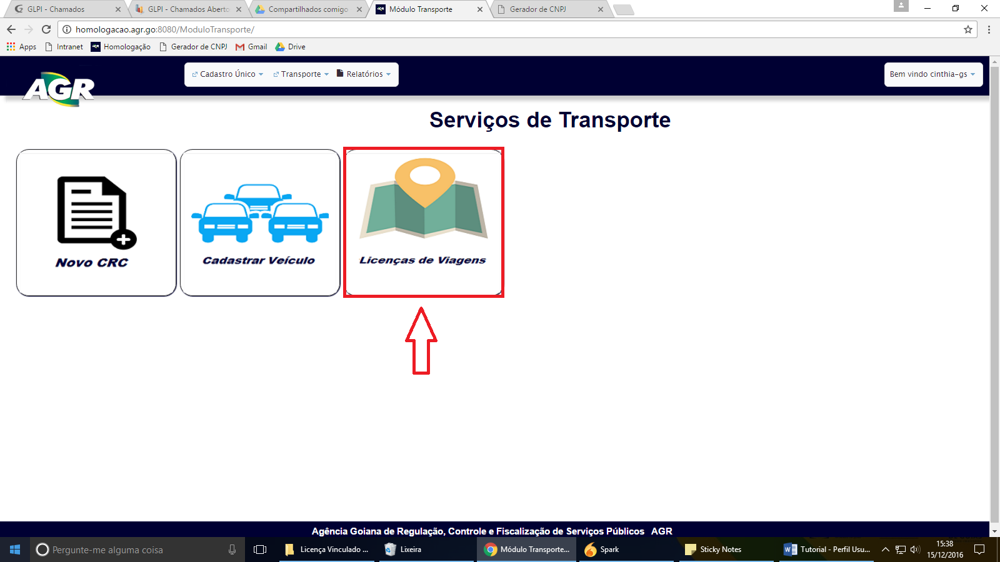 GLPI - Chamados
GLPI - Chamados Aberto
Compartilhados comigo
AGR Módulo Transporte
Gerador de CNPJ
homologacao.agr.go:8080/ModuloTransporte/
Apps Intranet AGR Homologação Gerador de CNPJ Gmail Drive
AGR
Cadastro Único Transporte Relatórios
Bem vindo cinthia-gs
Serviços de Transporte
Novo CRC
Cadastrar Veículo
Licenças de Viagens
Agência Goiana de Regulação, Controle e Fiscalização de Serviços Públicos AGR
Pergunte-me alguma coisa
Licença Vinculado ...
Lixeira
Módulo Transporte...
Spark
Sticky Notes
Tutorial - Perfil Usu...
15:38
15/12/2016